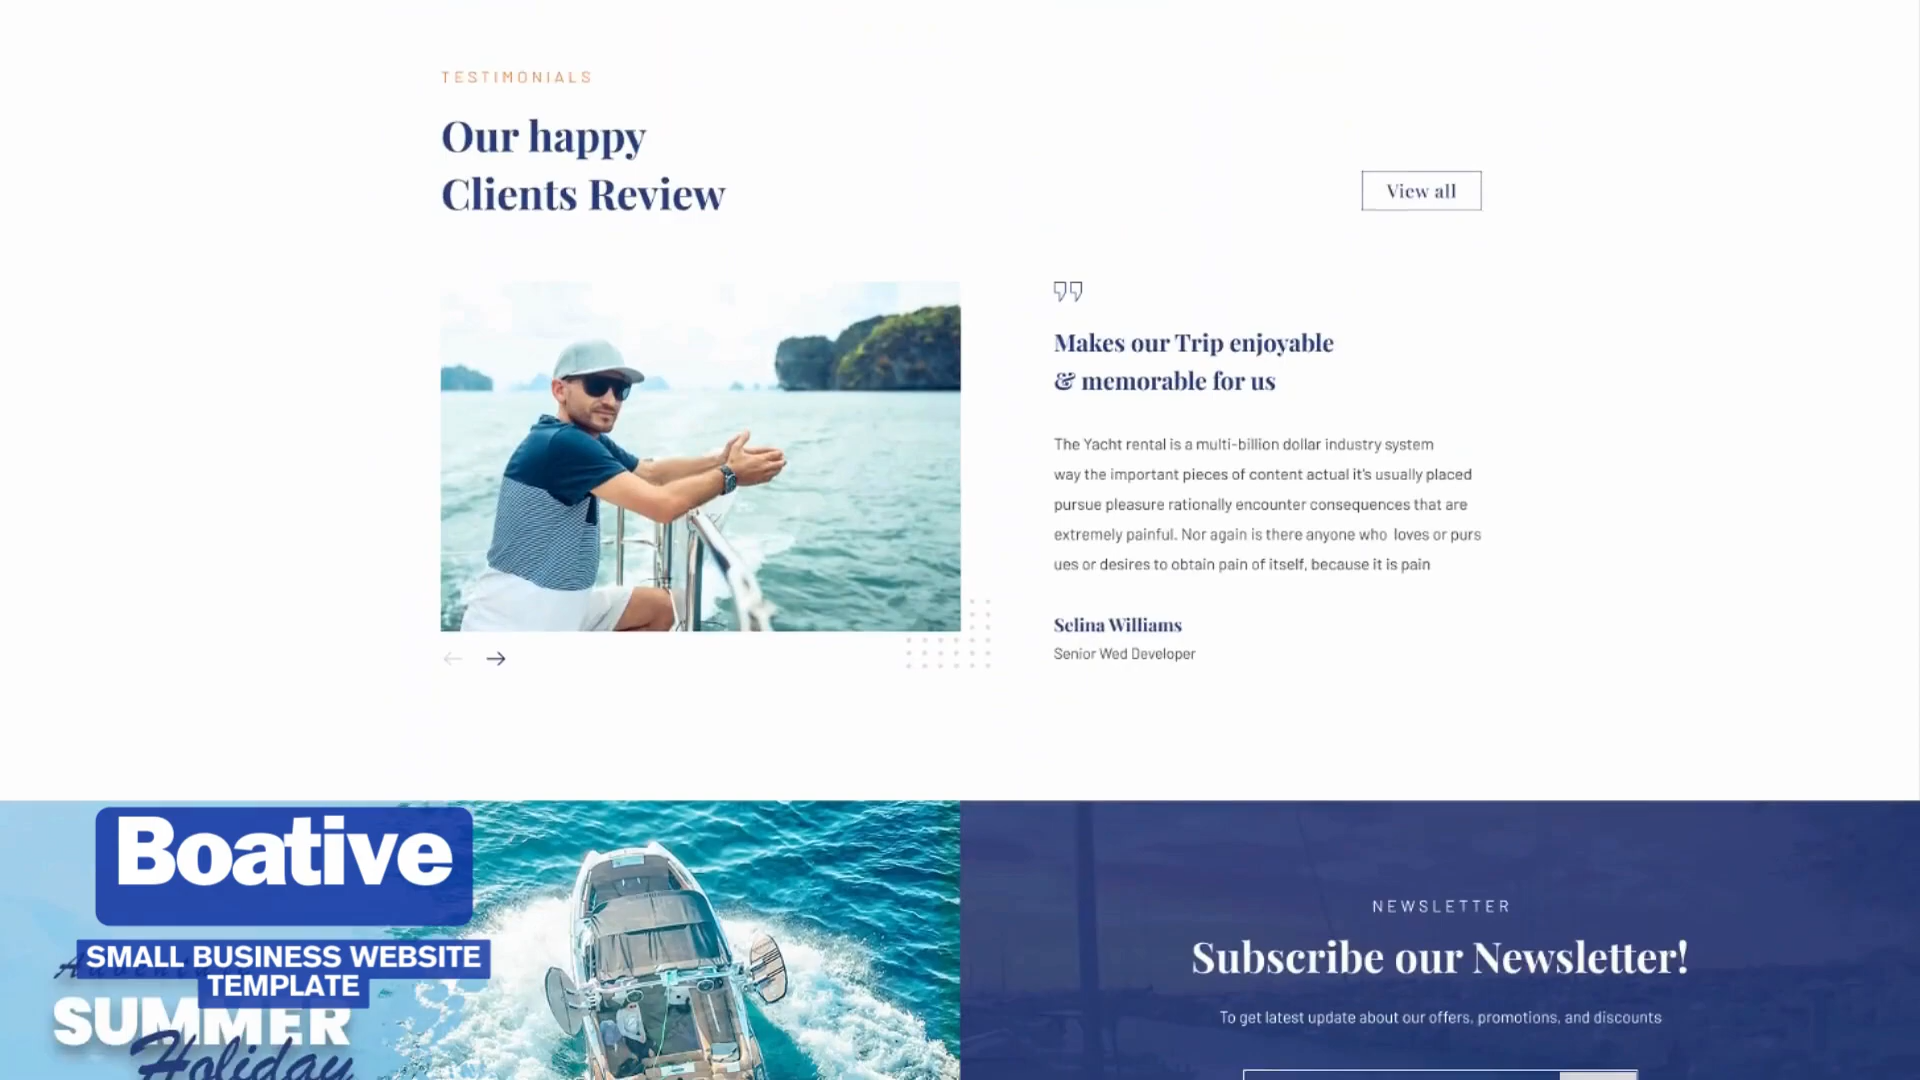 TESTIMONIALS
Our happy
Clients Review
View all
Makes our Trip enjoyable
& memorable for us
The Yacht rental is a multi-billion dollar industry system
way the important pieces of content actual it's usually placed
pursue pleasure rationally encounter consequences that are
extremely painful. Nor again is there anyone who loves or purs
ues or desires to obtain pain of itself, because it is pain
Selina Williams
Senior Wed Developer
Boative
SMALL BUSINESS WEBSITE
TEMPLATE
SUMMER
Holiday
NEWSLETTER
Subscribe our Newsletter!
To get latest update about our offers, promotions, and discounts